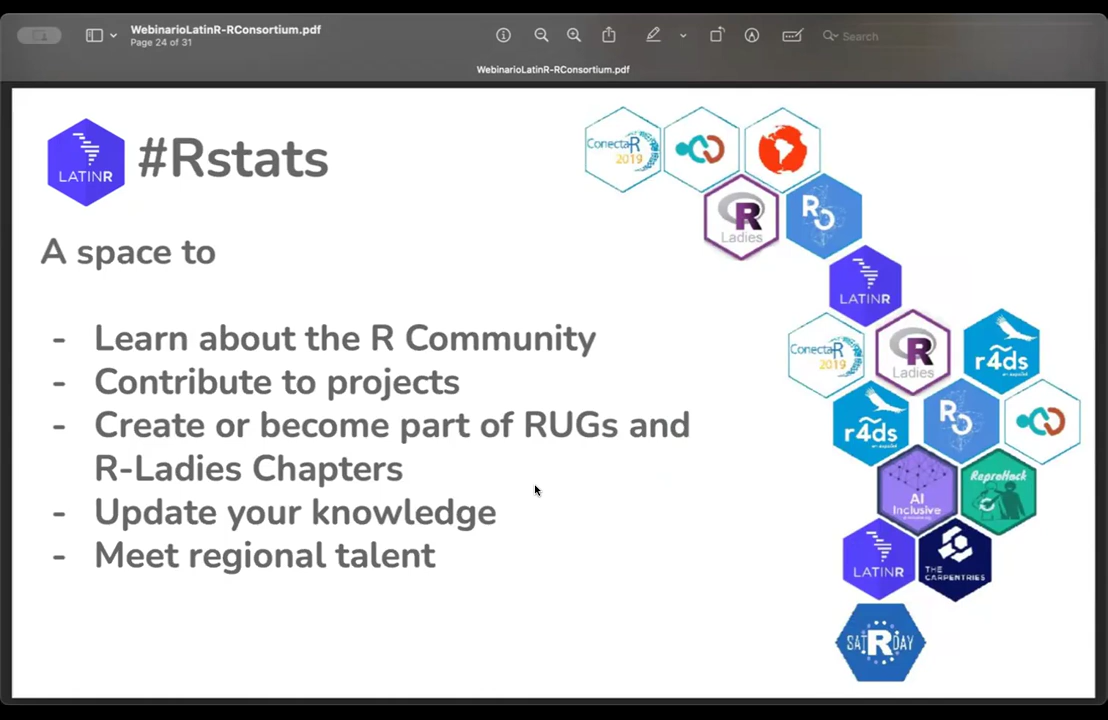 WebinarioLatinR-RConsortium.pdf
Page 24 of 31
Search
WebinarioLatinR-RConsortium.pdf
LATINR
#Rstats
A space to
- Learn about the R Community
- Contribute to projects
- Create or become part of RUGs and
R-Ladies Chapters
- Update your knowledge
- Meet regional talent
ConectaR
2019
R
Ladies
R
LATINR
ConectaR
2019
R
Ladies
r4ds
r4ds
R
AI
Inclusive
ReproHack
LATINR
THE
CARPENTRIES
SATRDAY